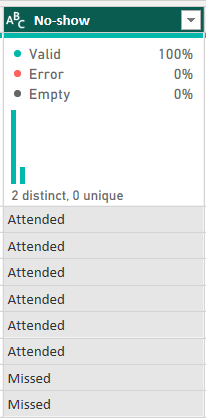 ABC No-show
Valid 100%
Error 0%
Empty 0%
2 distinct, 0 unique
Attended
Attended
Attended
Attended
Attended
Attended
Missed
Missed